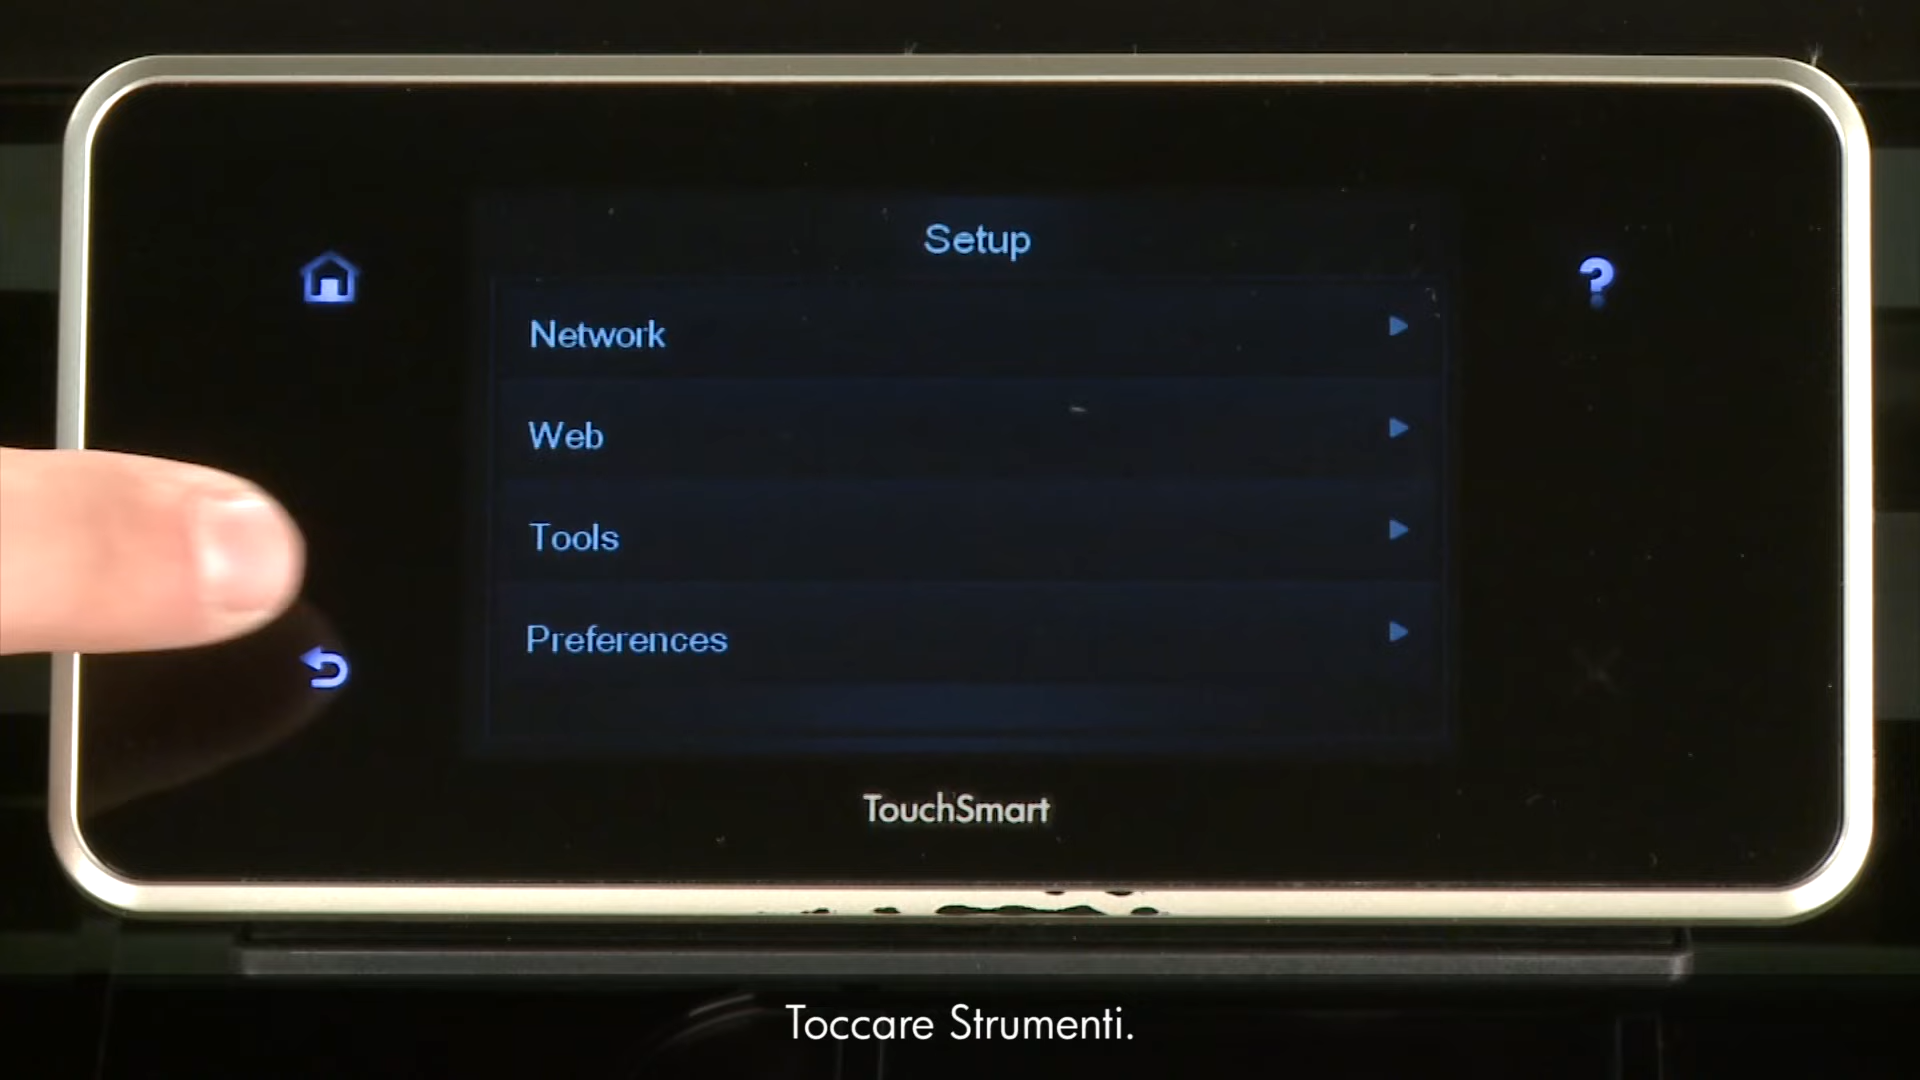 Setup
Network
Web
Tools
Preferences
TouchSmart
Toccare Strumenti.